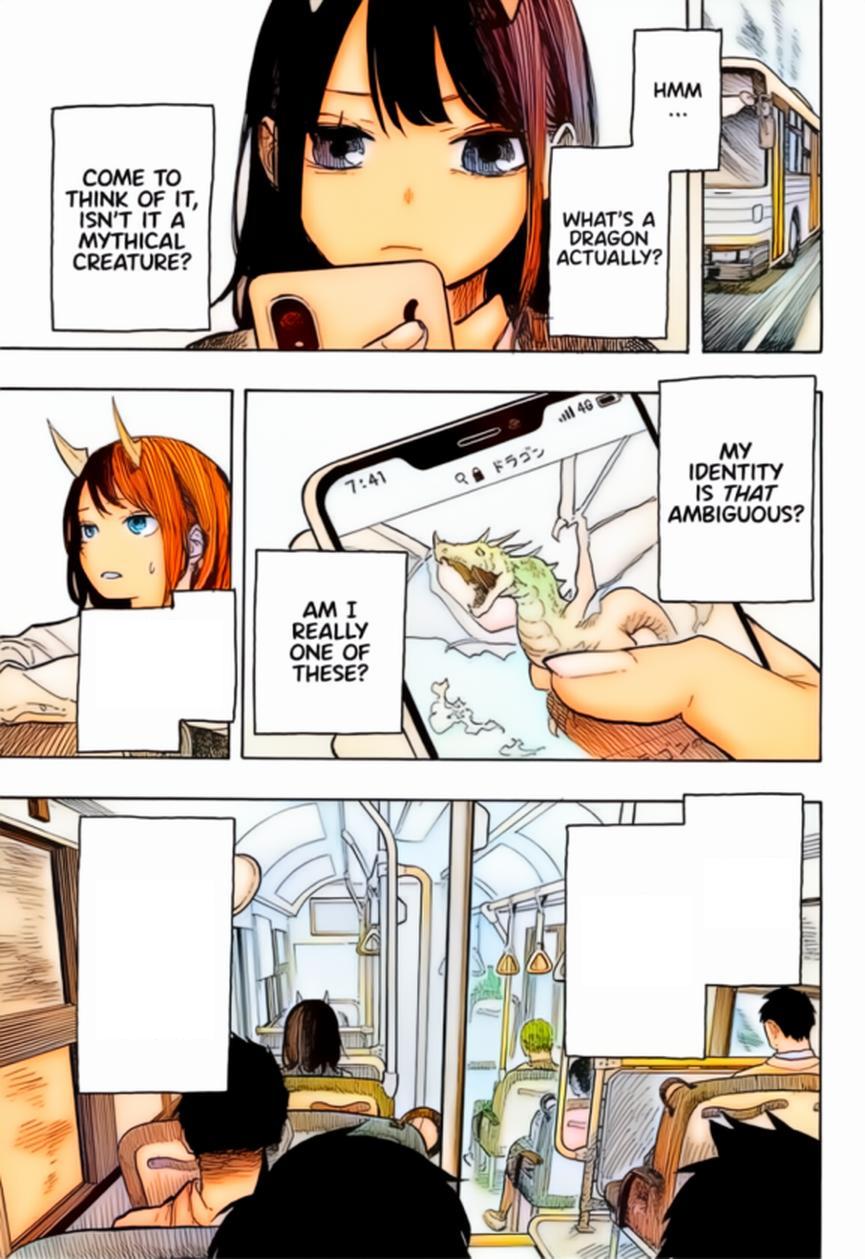 HMM
...
WHAT'S A
DRAGON
ACTUALLY?
COME TO
THINK OF IT,
ISN'T IT A
MYTHICAL
CREATURE?
MY
IDENTITY
IS THAT
AMBIGUOUS?
7:41
4G
ドラゴン
AM I
REALLY
ONE OF
THESE?